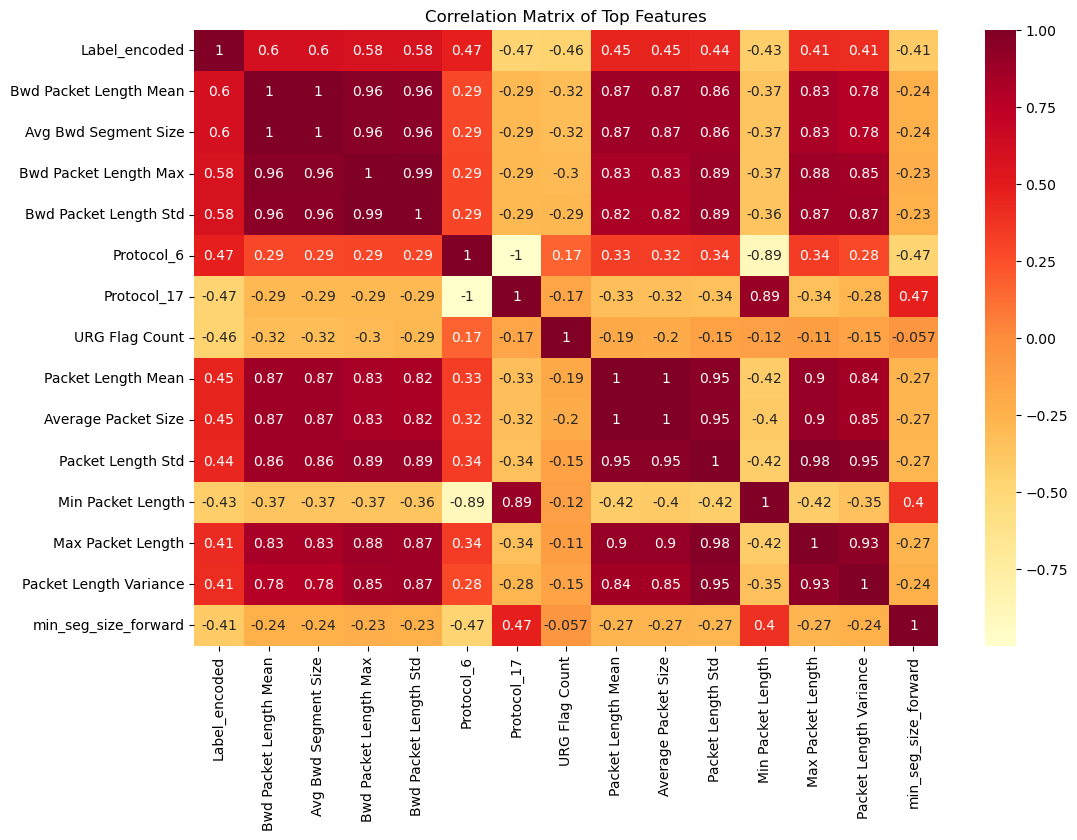 Correlation Matrix of Top Features
Label_encoded 1 0.6 0.6 0.58 0.58 0.47 -0.47 -0.46 0.45 0.45 0.44 -0.43 0.41 0.41 -0.41
Bwd Packet Length Mean 0.6 1 1 0.96 0.96 0.29 -0.29 -0.32 0.87 0.87 0.86 -0.37 0.83 0.78 -0.24
Avg Bwd Segment Size 0.6 1 1 0.96 0.96 0.29 -0.29 -0.32 0.87 0.87 0.86 -0.37 0.83 0.78 -0.24
Bwd Packet Length Max 0.58 0.96 0.96 1 0.99 0.29 -0.29 -0.3 0.83 0.83 0.89 -0.37 0.88 0.85 -0.23
Bwd Packet Length Std 0.58 0.96 0.96 0.99 1 0.29 -0.29 -0.29 0.82 0.82 0.89 -0.36 0.87 0.87 -0.23
Protocol_6 0.47 0.29 0.29 0.29 0.29 1 -1 0.17 0.33 0.32 0.34 -0.89 0.34 0.28 -0.47
Protocol_17 -0.47 -0.29 -0.29 -0.29 -0.29 -1 1 -0.17 -0.33 -0.32 -0.34 0.89 -0.34 -0.28 0.47
URG Flag Count -0.46 -0.32 -0.32 -0.3 -0.29 0.17 -0.17 1 -0.19 -0.2 -0.15 -0.12 -0.11 -0.15 -0.057
Packet Length Mean 0.45 0.87 0.87 0.83 0.82 0.33 -0.33 -0.19 1 1 0.95 -0.42 0.9 0.84 -0.27
Average Packet Size 0.45 0.87 0.87 0.83 0.82 0.32 -0.32 -0.2 1 1 0.95 -0.4 0.9 0.85 -0.27
Packet Length Std 0.44 0.86 0.86 0.89 0.89 0.34 -0.34 -0.15 0.95 0.95 1 -0.42 0.98 0.95 -0.27
Min Packet Length -0.43 -0.37 -0.37 -0.37 -0.36 -0.89 0.89 -0.12 -0.42 -0.4 -0.42 1 -0.42 -0.35 0.4
Max Packet Length 0.41 0.83 0.83 0.88 0.87 0.34 -0.34 -0.11 0.9 0.9 0.98 -0.42 1 0.93 -0.27
Packet Length Variance 0.41 0.78 0.78 0.85 0.87 0.28 -0.28 -0.15 0.84 0.85 0.95 -0.35 0.93 1 -0.24
min_seg_size_forward -0.41 -0.24 -0.24 -0.23 -0.23 -0.47 0.47 -0.057 -0.27 -0.27 -0.27 0.4 -0.27 -0.24 1
Label_encoded
Bwd Packet Length Mean
Avg Bwd Segment Size
Bwd Packet Length Max
Bwd Packet Length Std
Protocol_6
Protocol_17
URG Flag Count
Packet Length Mean
Average Packet Size
Packet Length Std
Min Packet Length
Max Packet Length
Packet Length Variance
min_seg_size_forward
1.00
0.75
0.50
0.25
0.00
−0.25
−0.50
−0.75